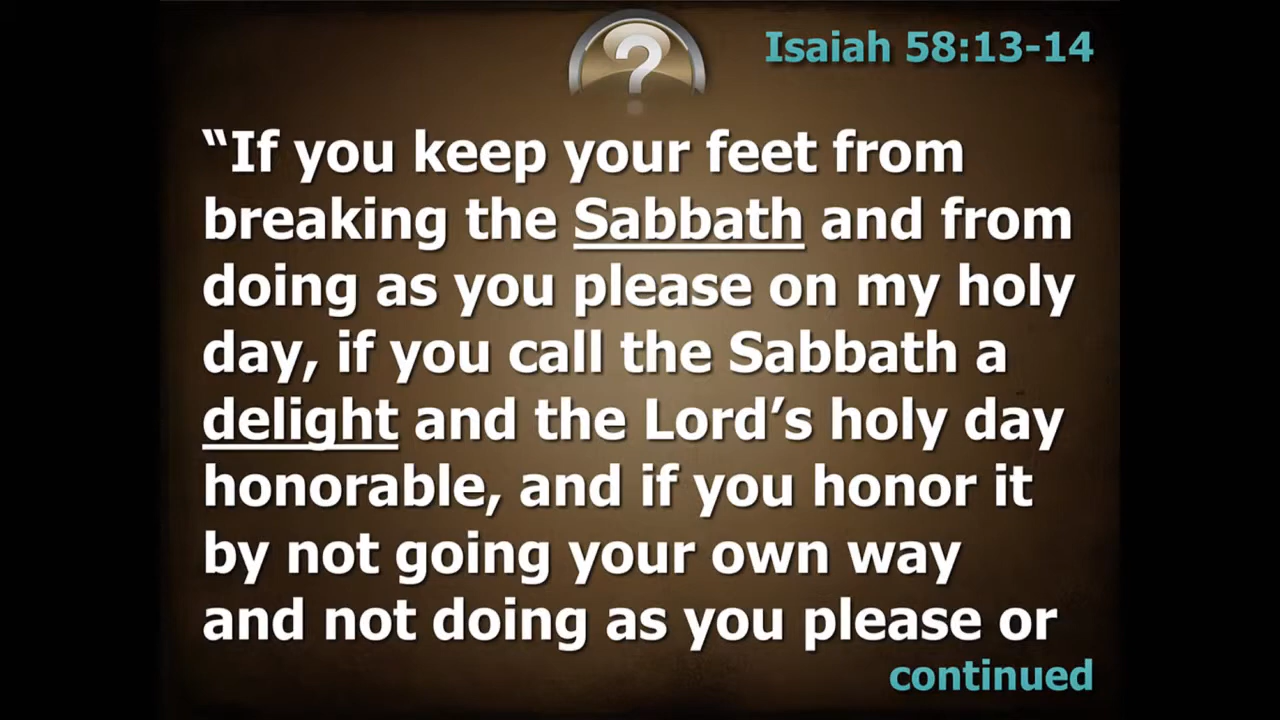 ?
Isaiah 58:13-14
“If you keep your feet from
breaking the Sabbath and from
doing as you please on my holy
day, if you call the Sabbath a
delight and the Lord’s holy day
honorable, and if you honor it
by not going your own way
and not doing as you please or
continued